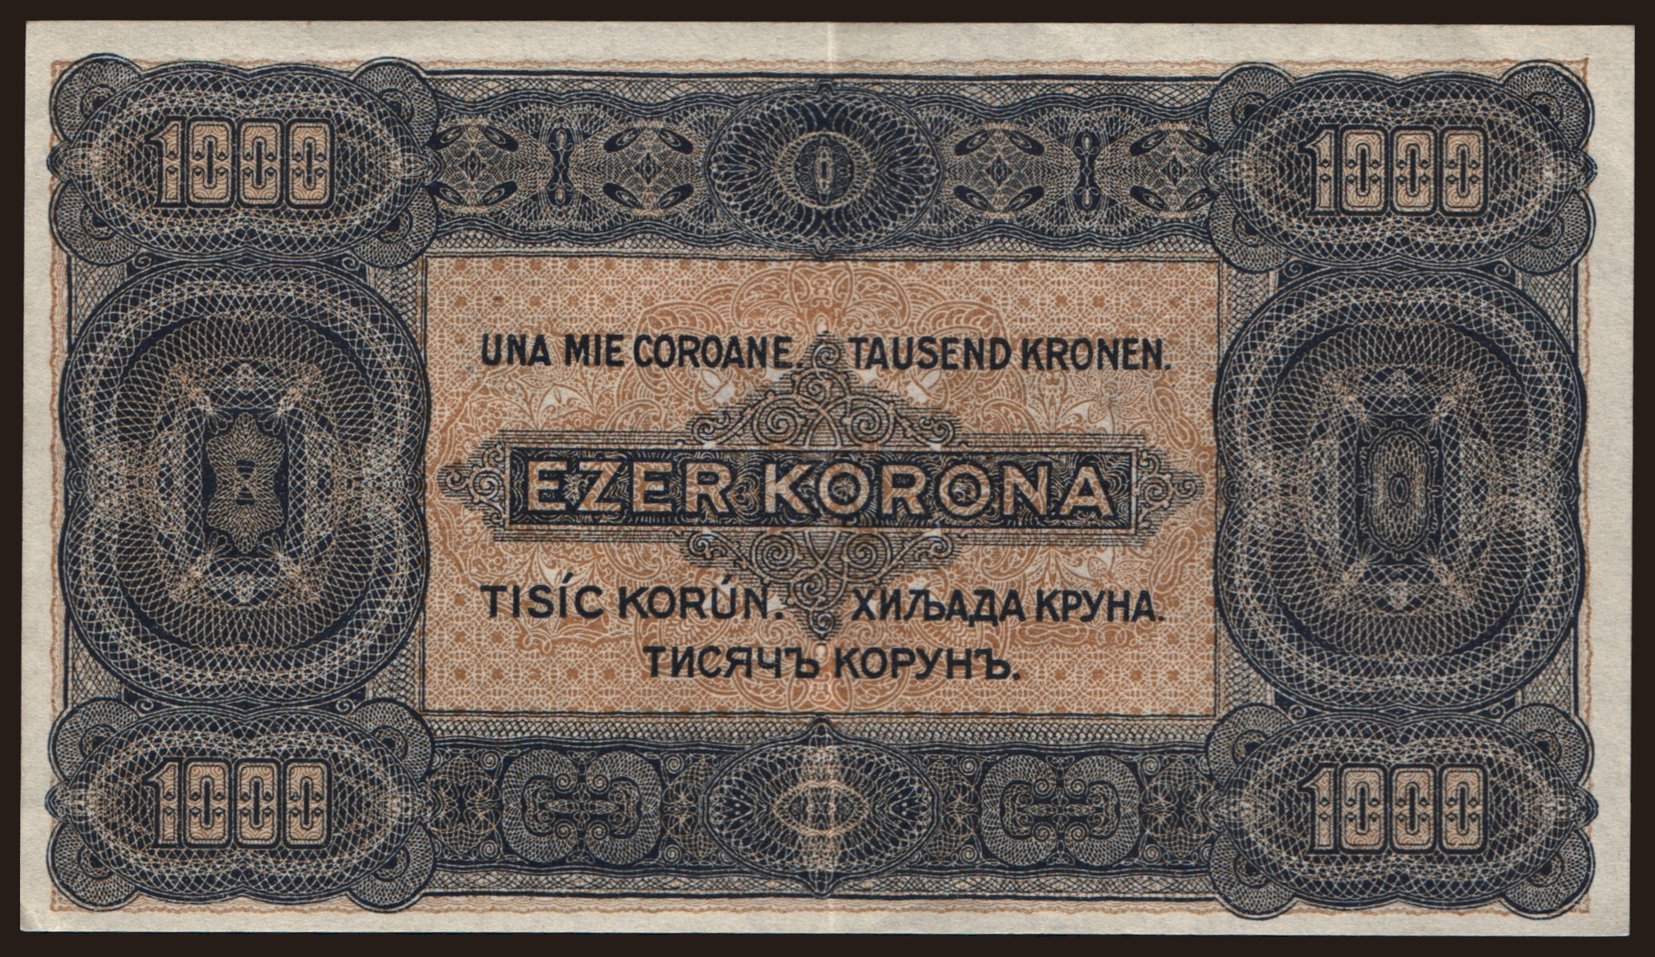 1000 1000
UNA MIE COROANE. TAUSEND KRONEN.
EZER KORONA
TISÍC KORÚN. ХИЉАДА КРУНА.
ТИСЯЧЪ КОРУНЪ.
1000 1000